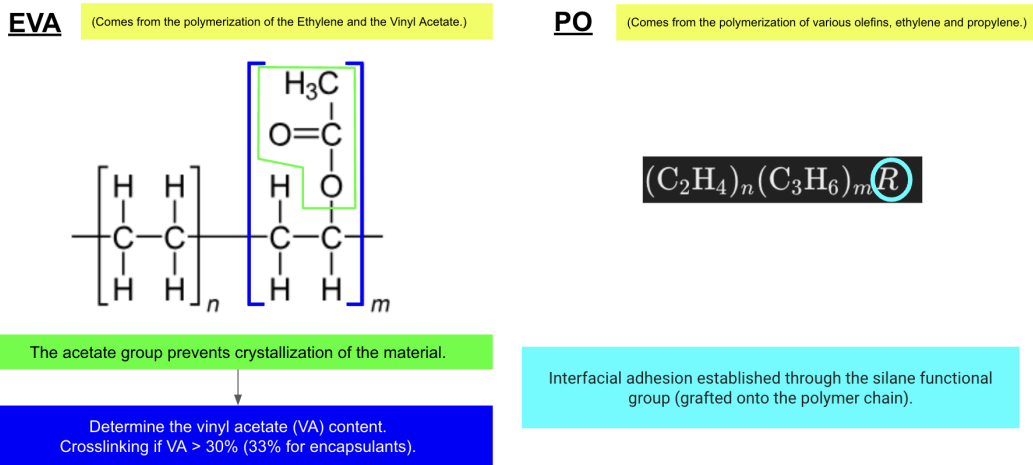 EVA
(Comes from the polymerization of the Ethylene and the Vinyl Acetate.)
PO
(Comes from the polymerization of various olefins, ethylene and propylene.)
H₃C
O=C
H H H O
C-C C-C
H H H H
n m
(C₂H₄)ₙ(C₃H₆)ₘR
The acetate group prevents crystallization of the material.
Determine the vinyl acetate (VA) content.
Crosslinking if VA > 30% (33% for encapsulants).
Interfacial adhesion established through the silane functional
group (grafted onto the polymer chain).